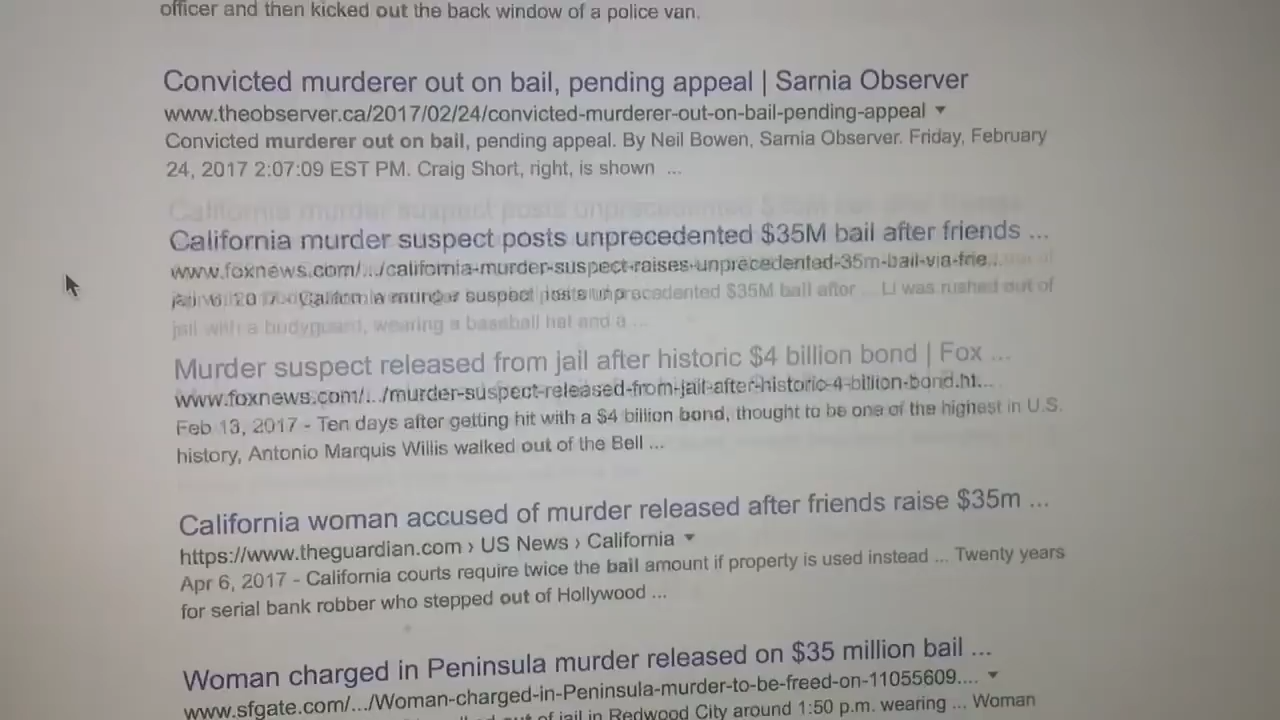 officer and then kicked out the back window of a police van.
Convicted murderer out on bail, pending appeal | Sarnia Observer
www.theobserver.ca/2017/02/24/convicted-murderer-out-on-bail-pending-appeal
Convicted murderer out on bail, pending appeal. By Neil Bowen, Sarnia Observer. Friday, February
24, 2017 2:07:09 EST PM. Craig Short, right, is shown ...
California murder suspect posts unprecedented $35M bail after friends ...
www.foxnews.com/.../california-murder-suspect-raises-unprecedented-35m-bail-via-frie...
California murder suspect posts unprecedented $35M bail after ... Li was rushed out of
jail with a bodyguard, wearing a baseball hat and a ...
Murder suspect released from jail after historic $4 billion bond | Fox ...
www.foxnews.com/.../murder-suspect-released-from-jail-after-historic-4-billion-bond.ht...
Feb 13, 2017 - Ten days after getting hit with a $4 billion bond, thought to be one of the highest in U.S.
history, Antonio Marquis Willis walked out of the Bell ...
California woman accused of murder released after friends raise $35m ...
https://www.theguardian.com › US News › California
Apr 6, 2017 - California courts require twice the bail amount if property is used instead ... Twenty years
for serial bank robber who stepped out of Hollywood ...
Woman charged in Peninsula murder released on $35 million bail ...
www.sfgate.com/.../Woman-charged-in-Peninsula-murder-to-be-freed-on-11055609....
out of jail in Redwood City around 1:50 p.m. wearing ... Woman